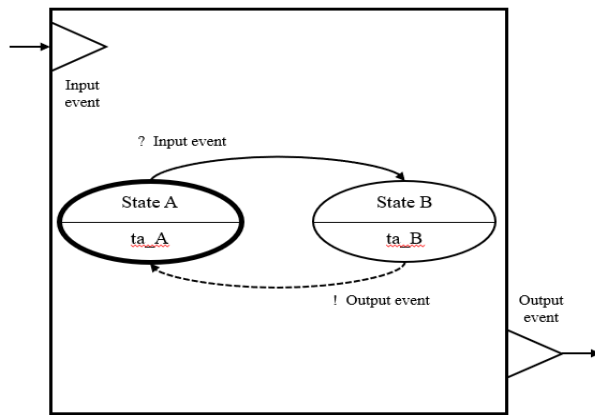 Input
event
? Input event
State A
ta_A
State B
ta_B
! Output event
Output
event